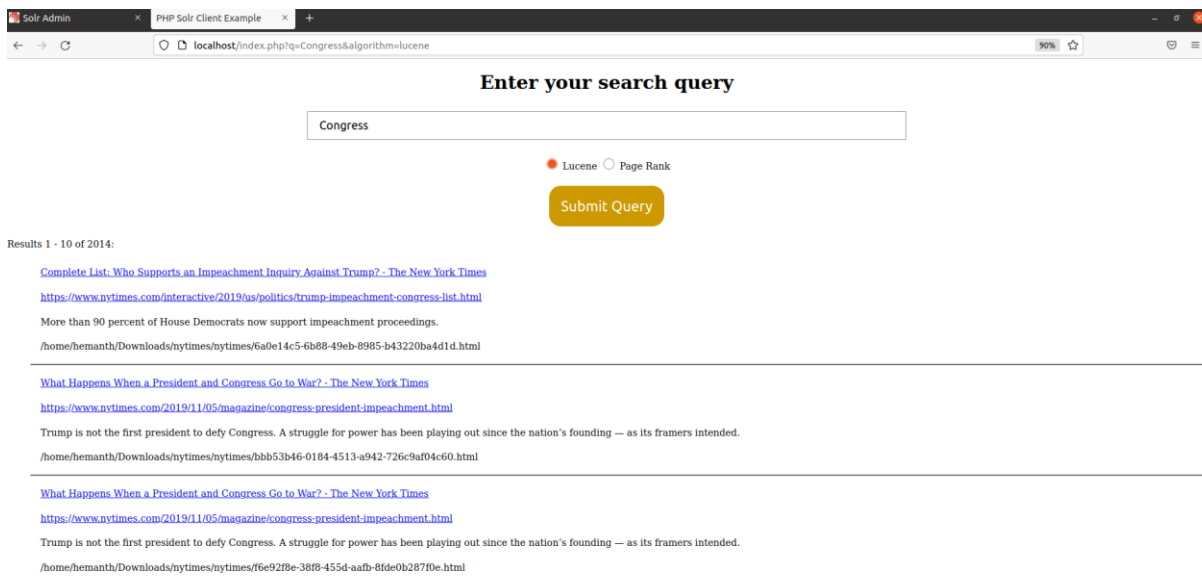 Solr Admin
PHP Solr Client Example
localhost/index.php?q=Congress&algorithm=lucene
90%
Enter your search query
Congress
Lucene Page Rank
Submit Query
Results 1 - 10 of 2014:
Complete List: Who Supports an Impeachment Inquiry Against Trump? - The New York Times
https://www.nytimes.com/interactive/2019/us/politics/trump-impeachment-congress-list.html
More than 90 percent of House Democrats now support impeachment proceedings.
/home/hemanth/Downloads/nytimes/nytimes/6a0e14c5-6b88-49eb-8985-b43220ba4d1d.html
What Happens When a President and Congress Go to War? - The New York Times
https://www.nytimes.com/2019/11/05/magazine/congress-president-impeachment.html
Trump is not the first president to defy Congress. A struggle for power has been playing out since the nation’s founding — as its framers intended.
/home/hemanth/Downloads/nytimes/nytimes/bbb53b46-0184-4513-a942-726c9af04c60.html
What Happens When a President and Congress Go to War? - The New York Times
https://www.nytimes.com/2019/11/05/magazine/congress-president-impeachment.html
Trump is not the first president to defy Congress. A struggle for power has been playing out since the nation’s founding — as its framers intended.
/home/hemanth/Downloads/nytimes/nytimes/f6e92f8e-38f8-455d-aafb-8fde0b287f0e.html